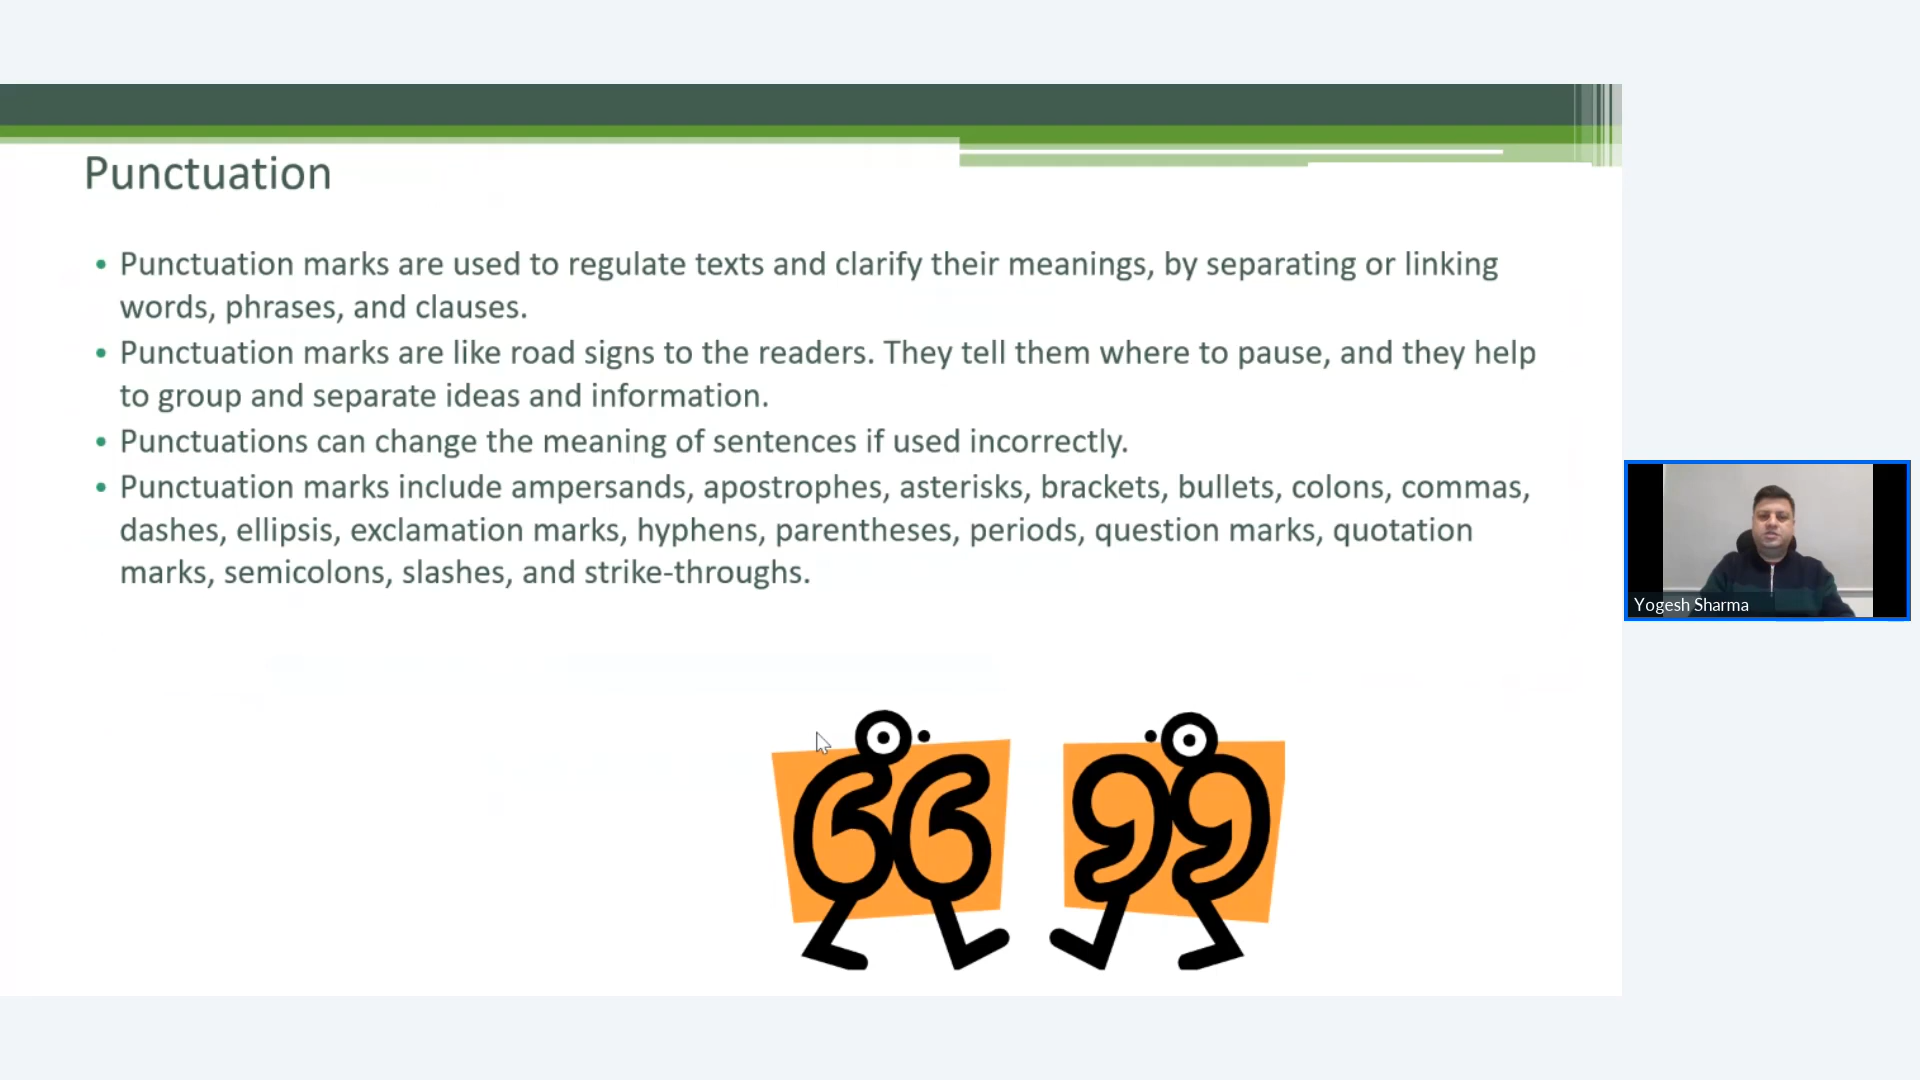 Punctuation
• Punctuation marks are used to regulate texts and clarify their meanings, by separating or linking
words, phrases, and clauses.
• Punctuation marks are like road signs to the readers. They tell them where to pause, and they help
to group and separate ideas and information.
• Punctuations can change the meaning of sentences if used incorrectly.
• Punctuation marks include ampersands, apostrophes, asterisks, brackets, bullets, colons, commas,
dashes, ellipsis, exclamation marks, hyphens, parentheses, periods, question marks, quotation
marks, semicolons, slashes, and strike-throughs.
Yogesh Sharma